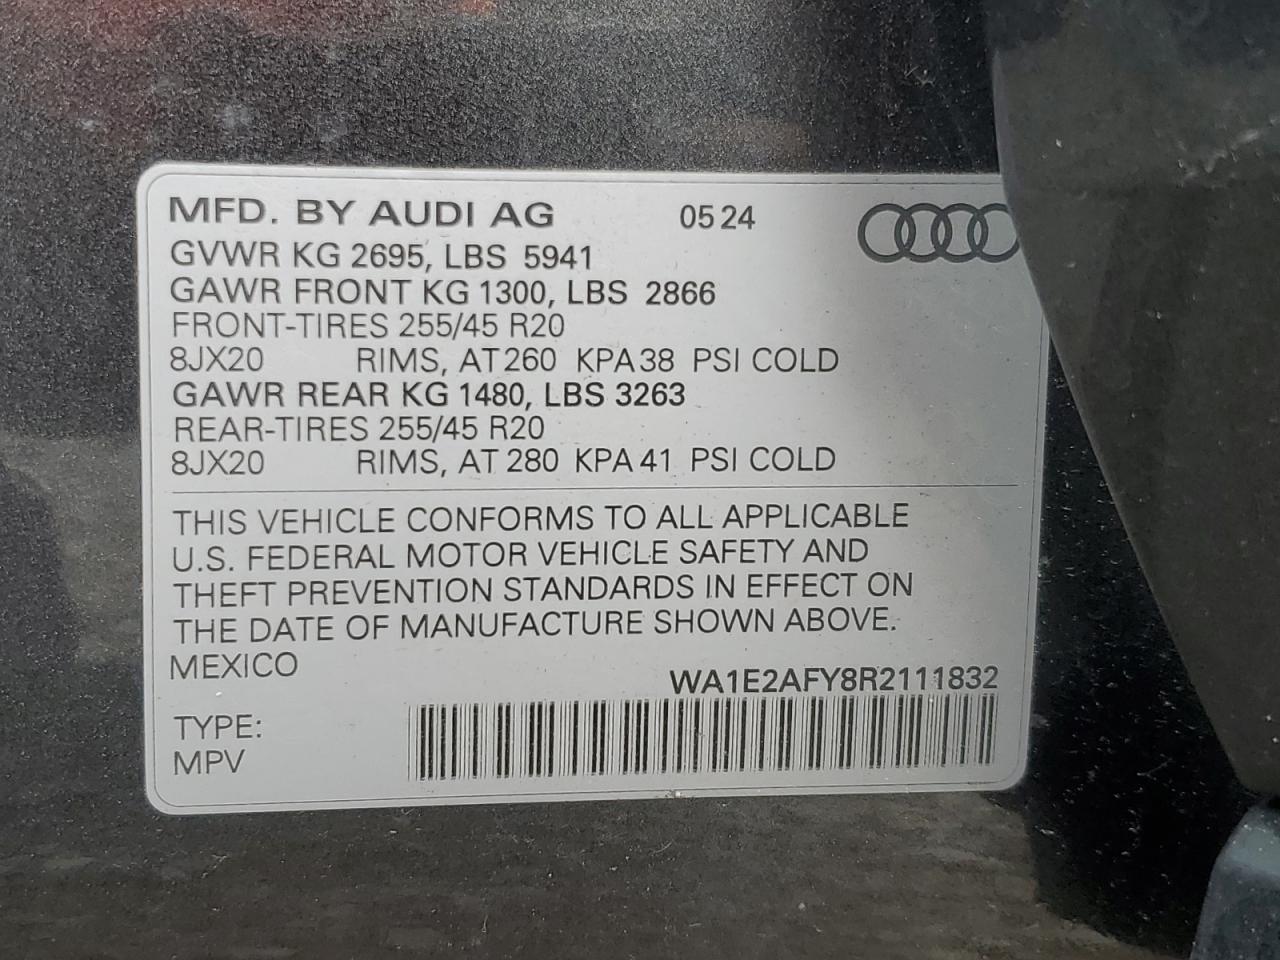 MFD. BY AUDI AG 05 24
GVWR KG 2695, LBS 5941
GAWR FRONT KG 1300, LBS 2866
FRONT-TIRES 255/45 R20
8JX20 RIMS, AT 260 KPA 38 PSI COLD
GAWR REAR KG 1480, LBS 3263
REAR-TIRES 255/45 R20
8JX20 RIMS, AT 280 KPA 41 PSI COLD
THIS VEHICLE CONFORMS TO ALL APPLICABLE
U.S. FEDERAL MOTOR VEHICLE SAFETY AND
THEFT PREVENTION STANDARDS IN EFFECT ON
THE DATE OF MANUFACTURE SHOWN ABOVE.
MEXICO
WA1E2AFY8R2111832
TYPE:
MPV